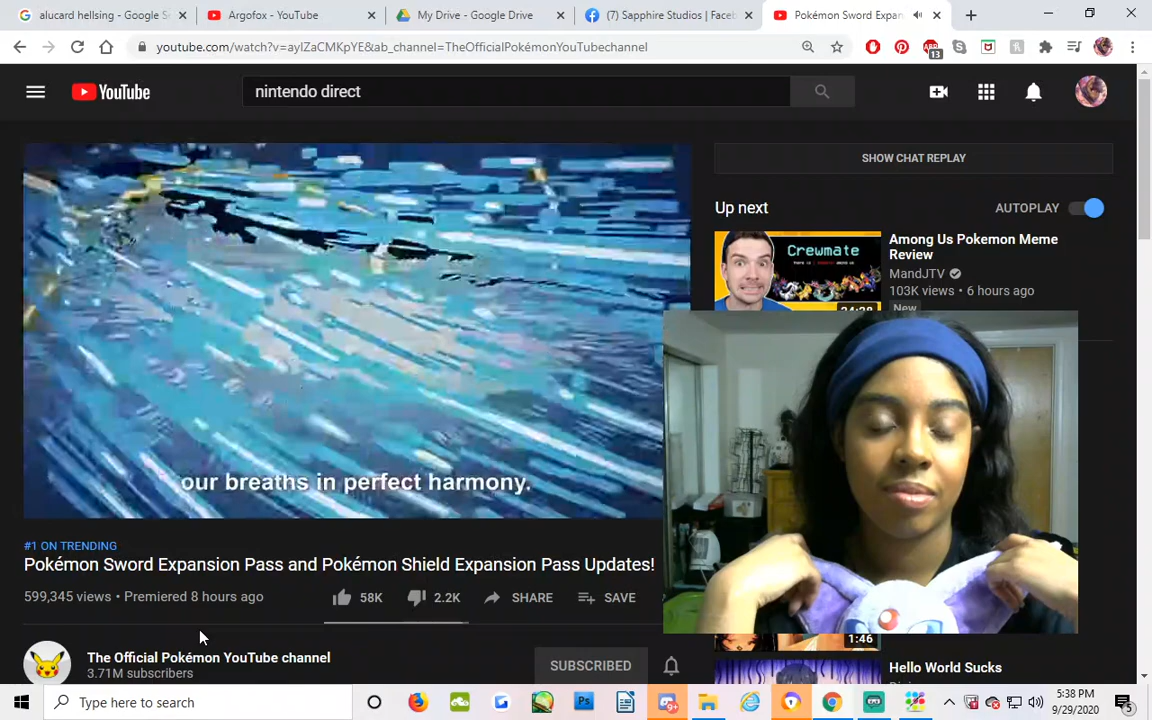 alucard hellsing - Google S
Argofox - YouTube
My Drive - Google Drive
(7) Sapphire Studios | Faceb
Pokémon Sword Expan
youtube.com/watch?v=ayIZaCMKpYE&ab_channel=TheOfficialPokémonYouTubechannel
ABP
13
YouTube
nintendo direct
SHOW CHAT REPLAY
Up next
AUTOPLAY
Crewmate
Among Us Pokemon Meme
Review
MandJTV
103K views • 6 hours ago
New
our breaths in perfect harmony.
#1 ON TRENDING
Pokémon Sword Expansion Pass and Pokémon Shield Expansion Pass Updates!
599,345 views • Premiered 8 hours ago
58K
2.2K
SHARE
SAVE
1:46
The Official Pokémon YouTube channel
3.71M subscribers
SUBSCRIBED
Hello World Sucks
Type here to search
Ps
9+
5:38 PM
9/29/2020
5